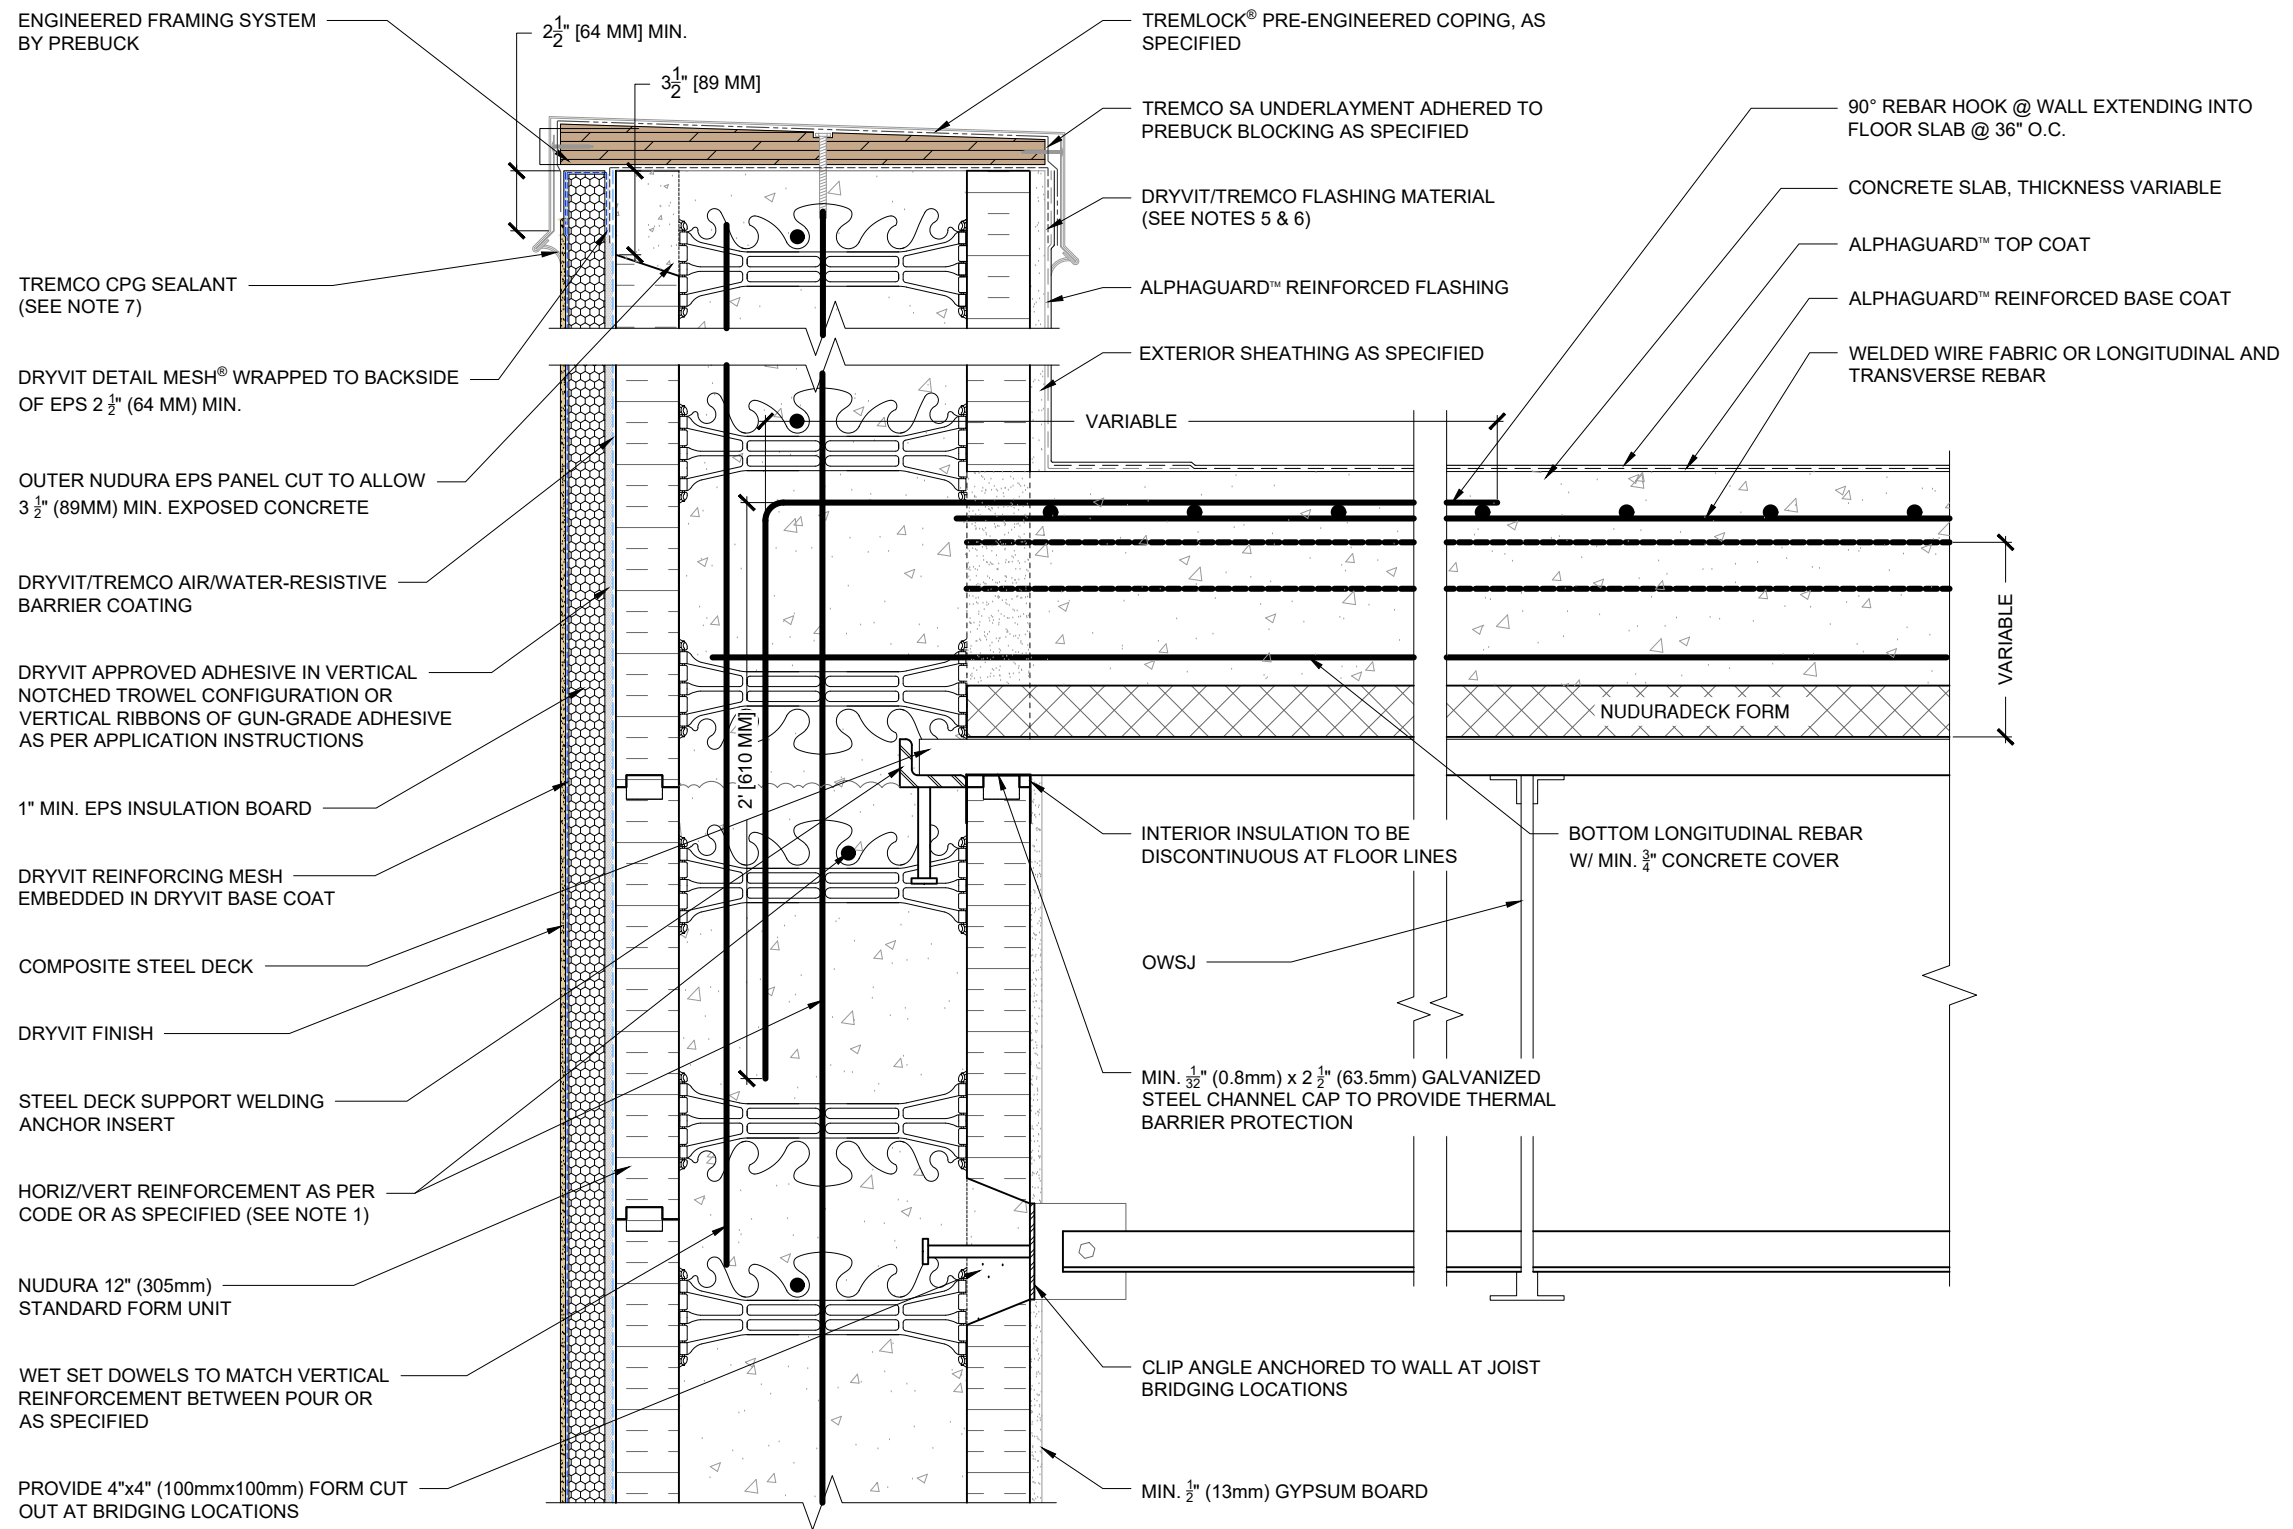 ENGINEERED FRAMING SYSTEM
BY PREBUCK
2 1/2" [64 MM] MIN.
3 1/2" [89 MM]
TREMLOCK® PRE-ENGINEERED COPING, AS
SPECIFIED
TREMCO SA UNDERLAYMENT ADHERED TO
PREBUCK BLOCKING AS SPECIFIED
90° REBAR HOOK @ WALL EXTENDING INTO
FLOOR SLAB @ 36" O.C.
DRYVIT/TREMCO FLASHING MATERIAL
(SEE NOTES 5 & 6)
CONCRETE SLAB, THICKNESS VARIABLE
ALPHAGUARD™ TOP COAT
TREMCO CPG SEALANT
(SEE NOTE 7)
ALPHAGUARD™ REINFORCED FLASHING
ALPHAGUARD™ REINFORCED BASE COAT
EXTERIOR SHEATHING AS SPECIFIED
WELDED WIRE FABRIC OR LONGITUDINAL AND
TRANSVERSE REBAR
DRYVIT DETAIL MESH® WRAPPED TO BACKSIDE
OF EPS 2 1/2" (64 MM) MIN.
VARIABLE
OUTER NUDURA EPS PANEL CUT TO ALLOW
3 1/2" (89MM) MIN. EXPOSED CONCRETE
DRYVIT/TREMCO AIR/WATER-RESISTIVE
BARRIER COATING
VARIABLE
DRYVIT APPROVED ADHESIVE IN VERTICAL
NOTCHED TROWEL CONFIGURATION OR
VERTICAL RIBBONS OF GUN-GRADE ADHESIVE
AS PER APPLICATION INSTRUCTIONS
NUDURADECK FORM
2' [610 MM]
1" MIN. EPS INSULATION BOARD
INTERIOR INSULATION TO BE
DISCONTINUOUS AT FLOOR LINES
BOTTOM LONGITUDINAL REBAR
W/ MIN. 3/4" CONCRETE COVER
DRYVIT REINFORCING MESH
EMBEDDED IN DRYVIT BASE COAT
COMPOSITE STEEL DECK
OWSJ
DRYVIT FINISH
MIN. 1/32" (0.8mm) x 2 1/2" (63.5mm) GALVANIZED
STEEL CHANNEL CAP TO PROVIDE THERMAL
BARRIER PROTECTION
STEEL DECK SUPPORT WELDING
ANCHOR INSERT
HORIZ/VERT REINFORCEMENT AS PER
CODE OR AS SPECIFIED (SEE NOTE 1)
NUDURA 12" (305mm)
STANDARD FORM UNIT
WET SET DOWELS TO MATCH VERTICAL
REINFORCEMENT BETWEEN POUR OR
AS SPECIFIED
CLIP ANGLE ANCHORED TO WALL AT JOIST
BRIDGING LOCATIONS
PROVIDE 4"x4" (100mmx100mm) FORM CUT
OUT AT BRIDGING LOCATIONS
MIN. 1/2" (13mm) GYPSUM BOARD